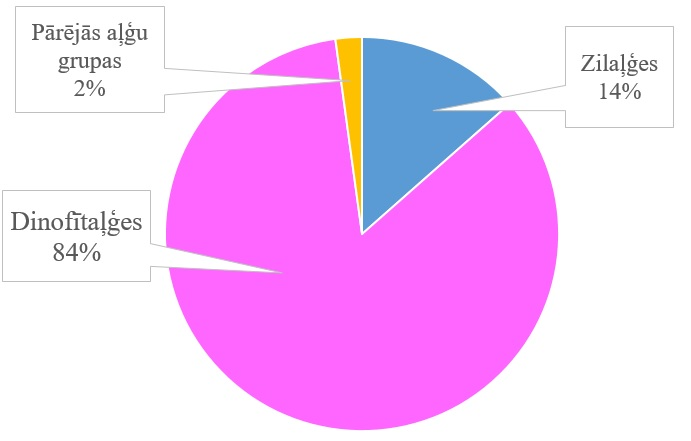 Pārējās aļģu
grupas
2%
Zilaļģes
14%
Dinofītaļģes
84%